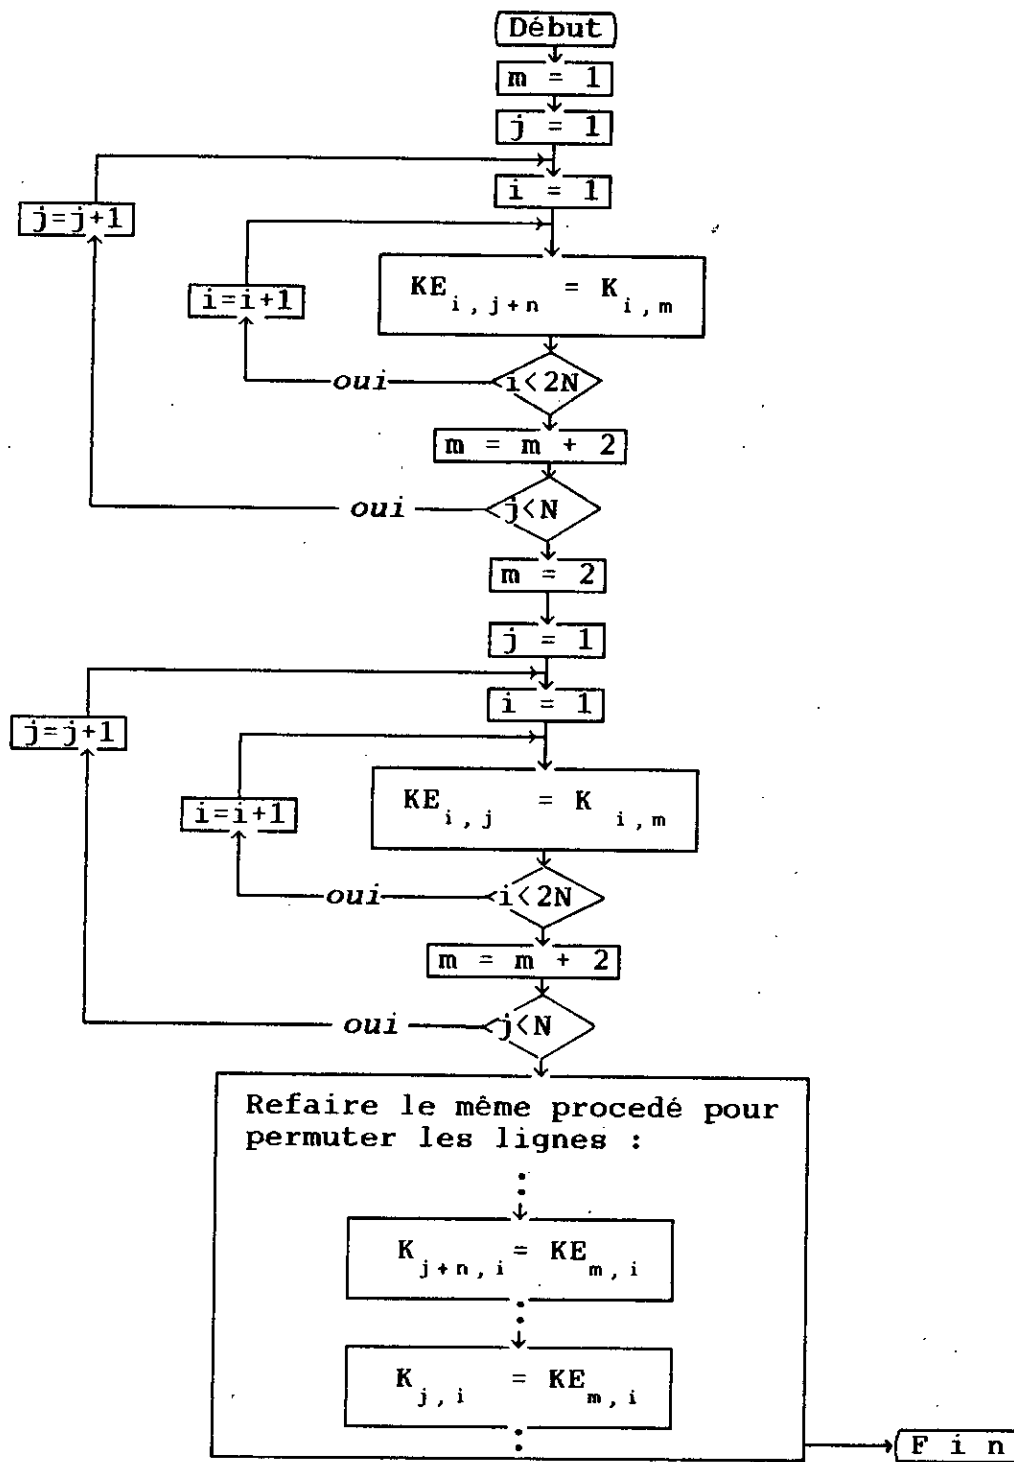 Début
m = 1
j = 1
i = 1
j=j+1
KE i,j+n = K i,m
i=i+1
oui
i<2N
m = m + 2
oui
j<N
m = 2
j = 1
i = 1
j=j+1
KE i,j = K i,m
i=i+1
oui
i<2N
m = m + 2
oui
j<N
Refaire le même procedé pour
permuter les lignes :
K j+n,i = KE m,i
K j,i = KE m,i
F i n